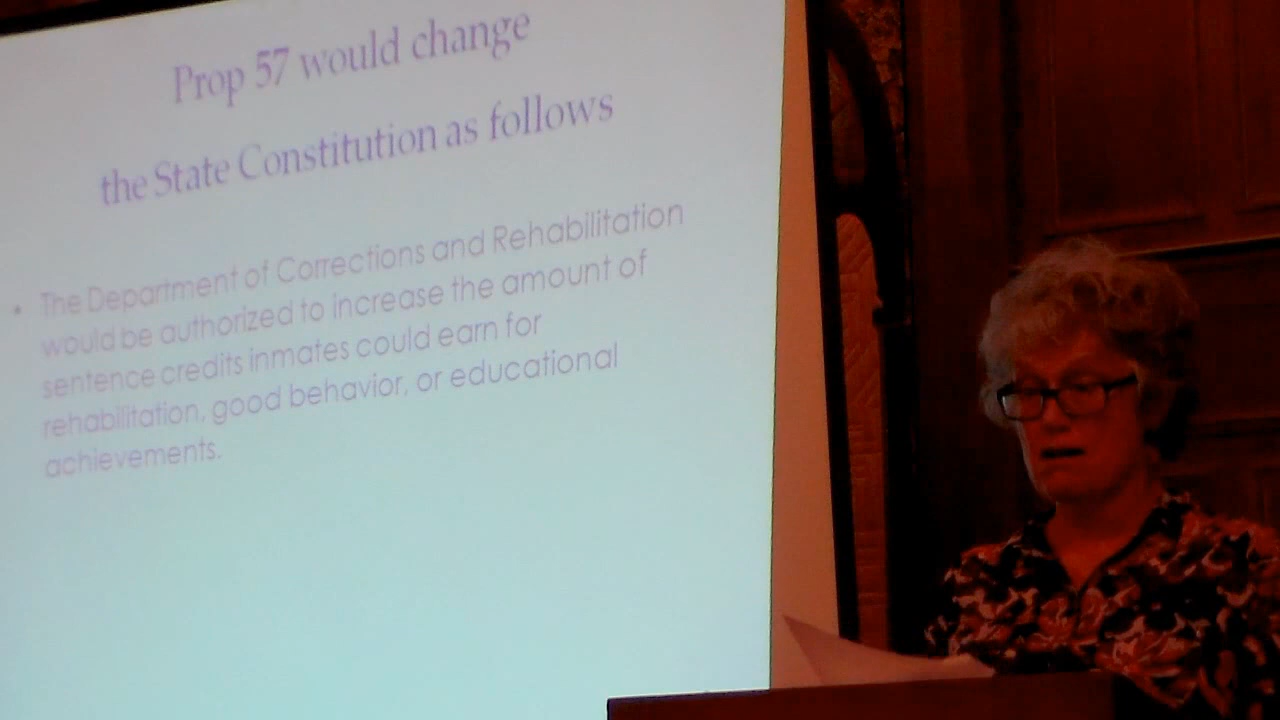 Prop 57 would change
the State Constitution as follows
• The Department of Corrections and Rehabilitation
would be authorized to increase the amount of
sentence credits inmates could earn for
rehabilitation, good behavior, or educational
achievements.